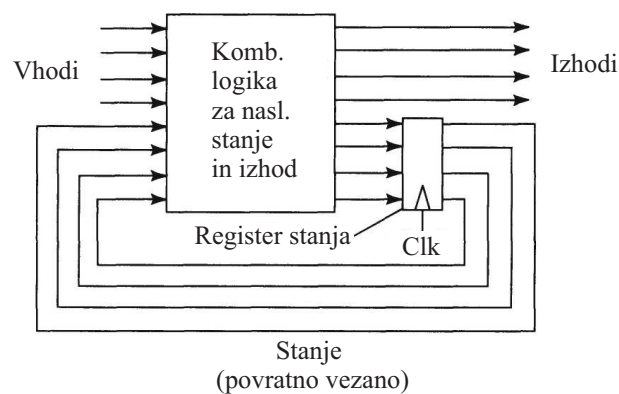 Vhodi
Komb.
logika
za nasl.
stanje
in izhod
Izhodi
Register stanja
Clk
Stanje
(povratno vezano)